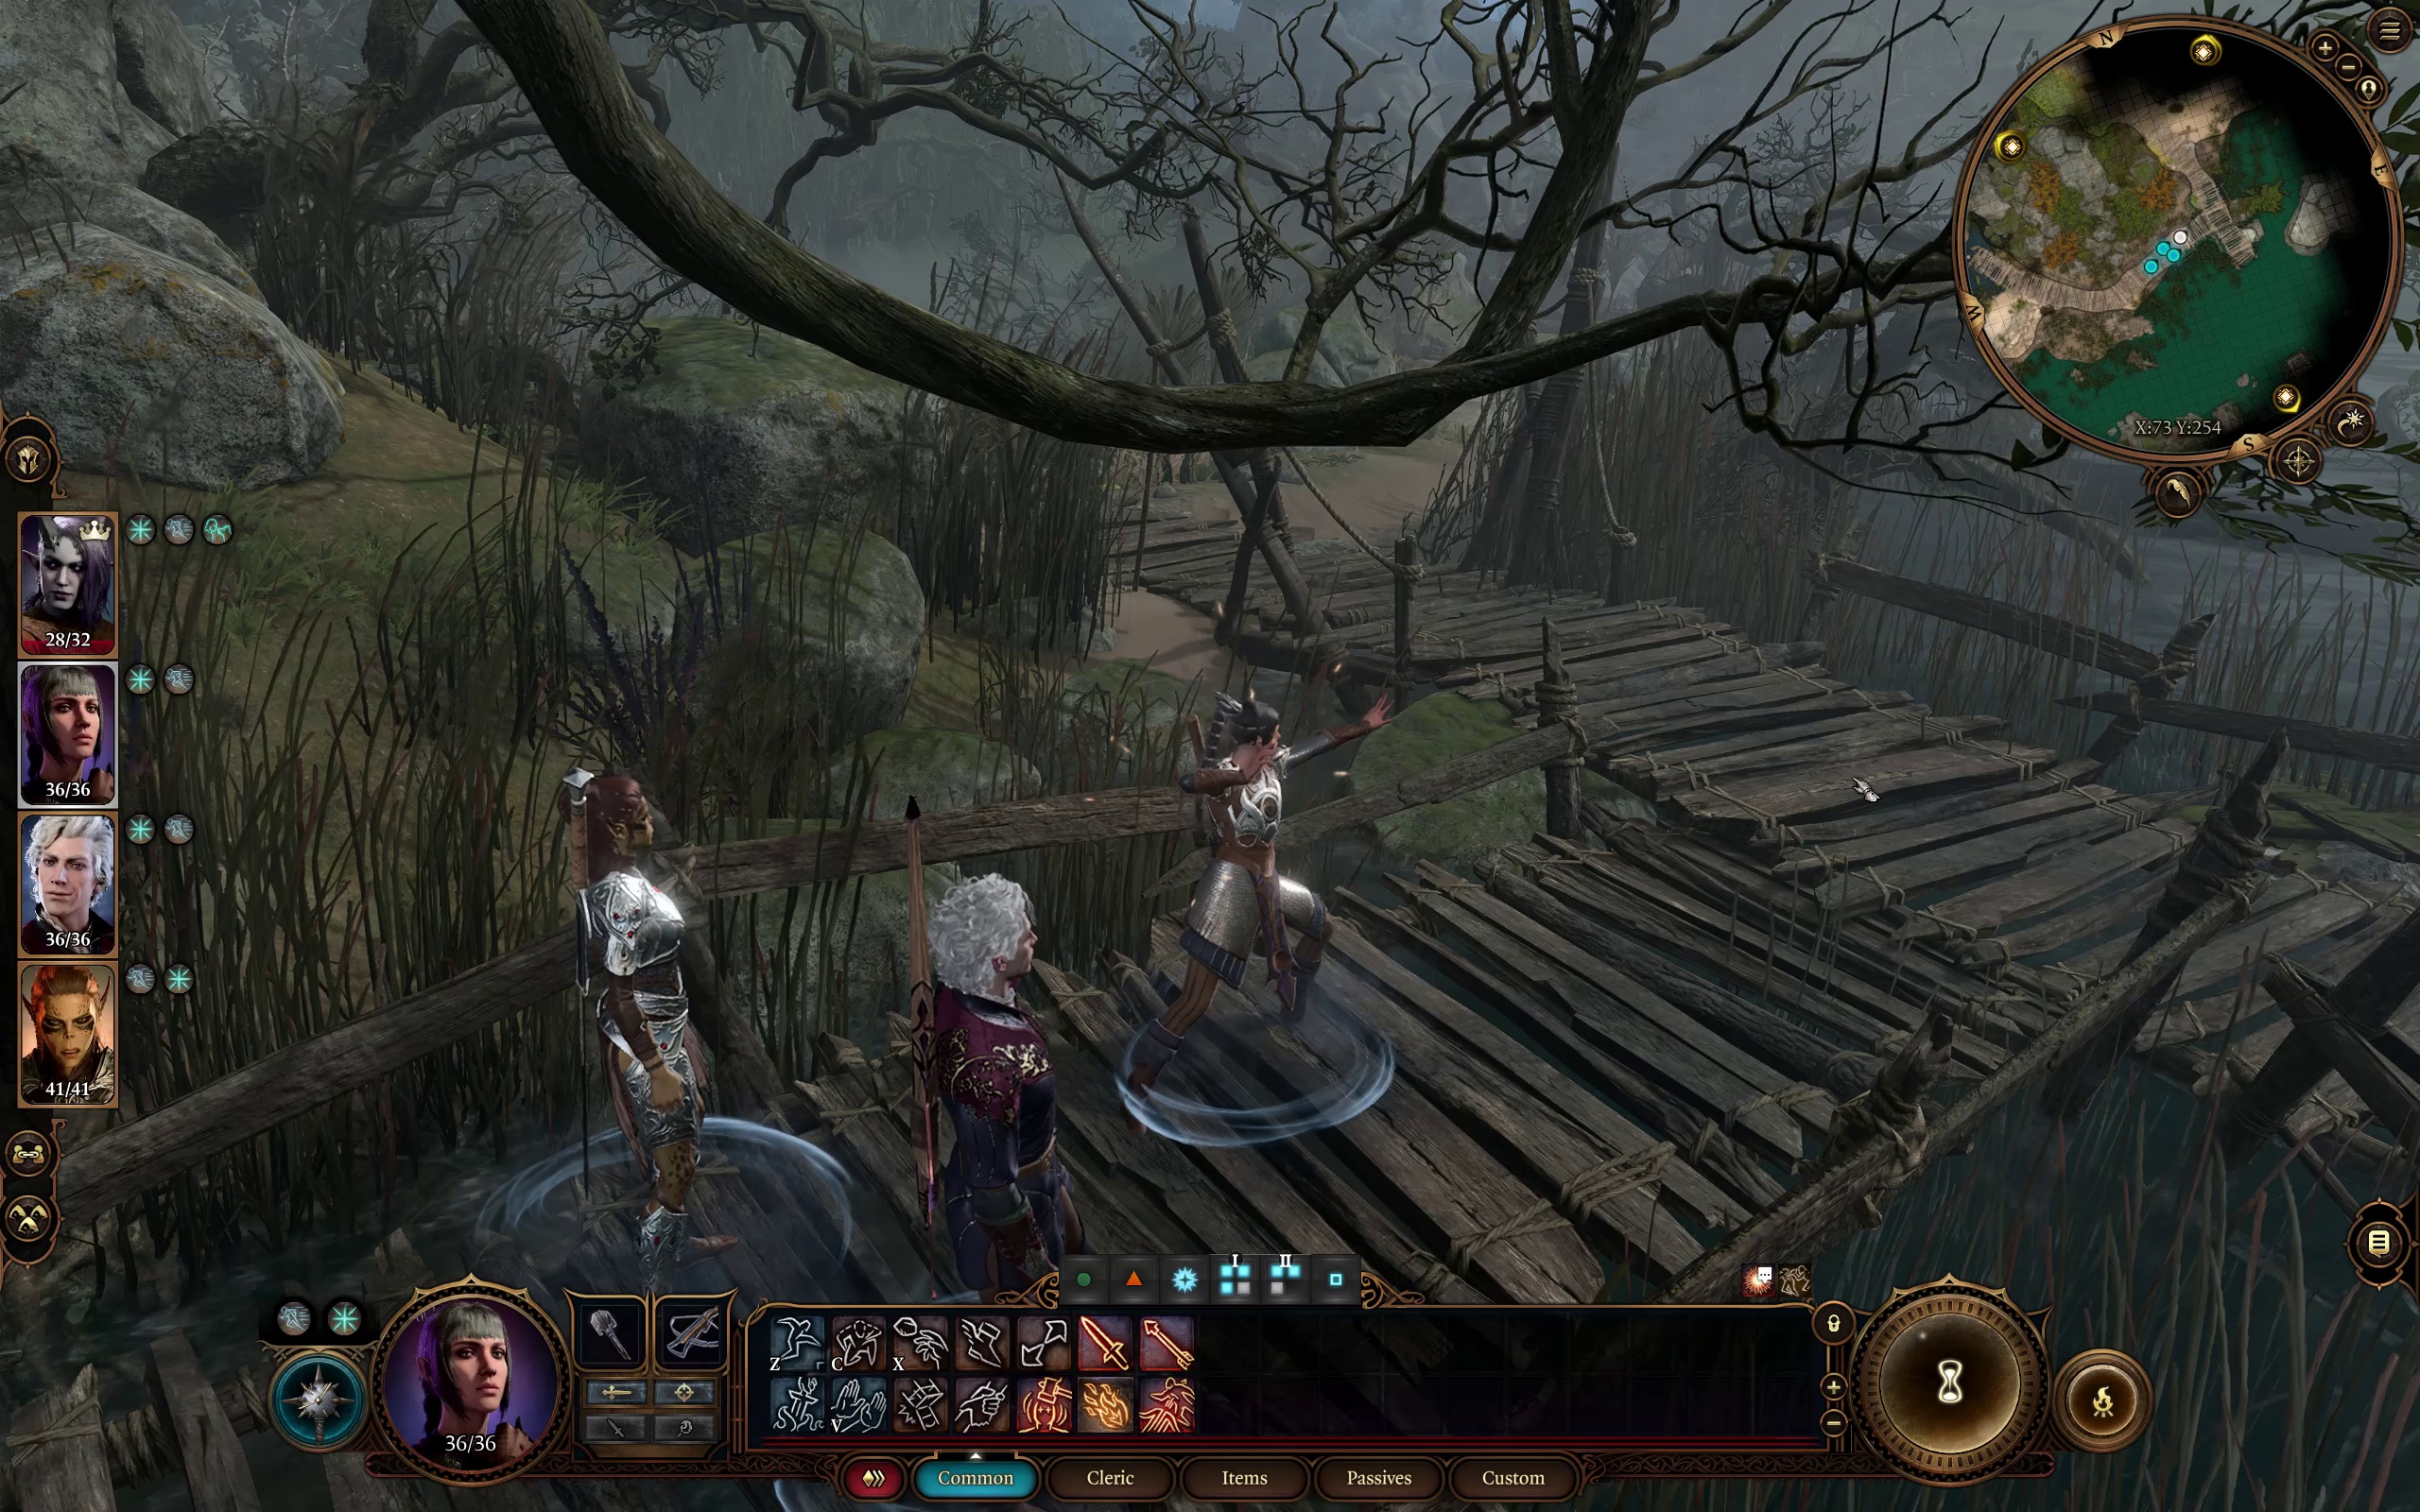 N
E
W
S
X:73 Y:254
28/32
36/36
36/36
41/41
I II
Z C X
V
36/36
Common Cleric Items Passives Custom